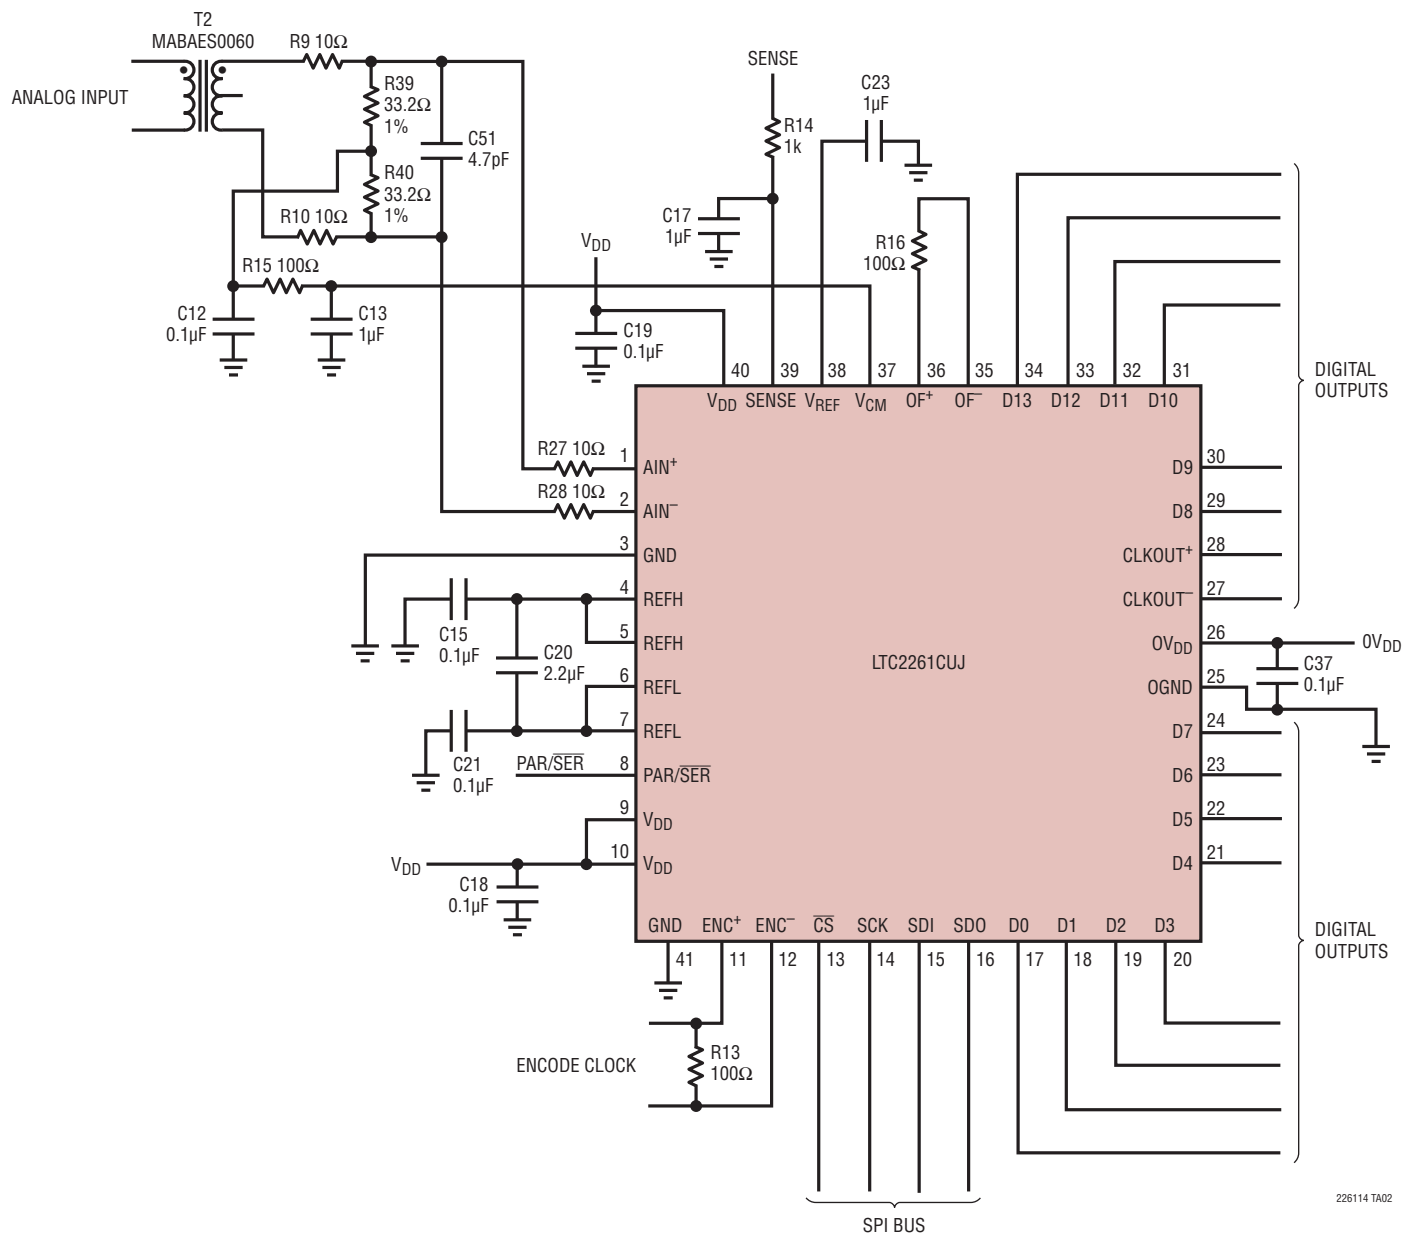 T2
MABAES0060
ANALOG INPUT
R9 10Ω
R39
33.2Ω
1%
C51
4.7pF
R40
33.2Ω
1%
R10 10Ω
R15 100Ω
C12
0.1µF
C13
1µF
SENSE
R14
1k
C23
1µF
C17
1µF
R16
100Ω
VDD
C19
0.1µF
40
39
38
37
36
35
34
33
32
31
VDD
SENSE
VREF
VCM
OF+
OF–
D13
D12
D11
D10
DIGITAL
OUTPUTS
R27 10Ω
1
AIN+
R28 10Ω
2
AIN–
3
GND
4
REFH
C15
0.1µF
5
REFH
C20
2.2µF
6
REFL
7
REFL
C21
0.1µF
PAR/S̅E̅R̅
8
PAR/S̅E̅R̅
9
VDD
VDD
10
VDD
C18
0.1µF
LTC2261CUJ
D9
30
D8
29
CLKOUT+
28
CLKOUT–
27
OVDD
26
0VDD
OGND
25
C37
0.1µF
D7
24
D6
23
D5
22
D4
21
GND
ENC+
ENC–
C̅S̅
SCK
SDI
SDO
D0
D1
D2
D3
41
11
12
13
14
15
16
17
18
19
20
DIGITAL
OUTPUTS
ENCODE CLOCK
R13
100Ω
SPI BUS
226114 TA02